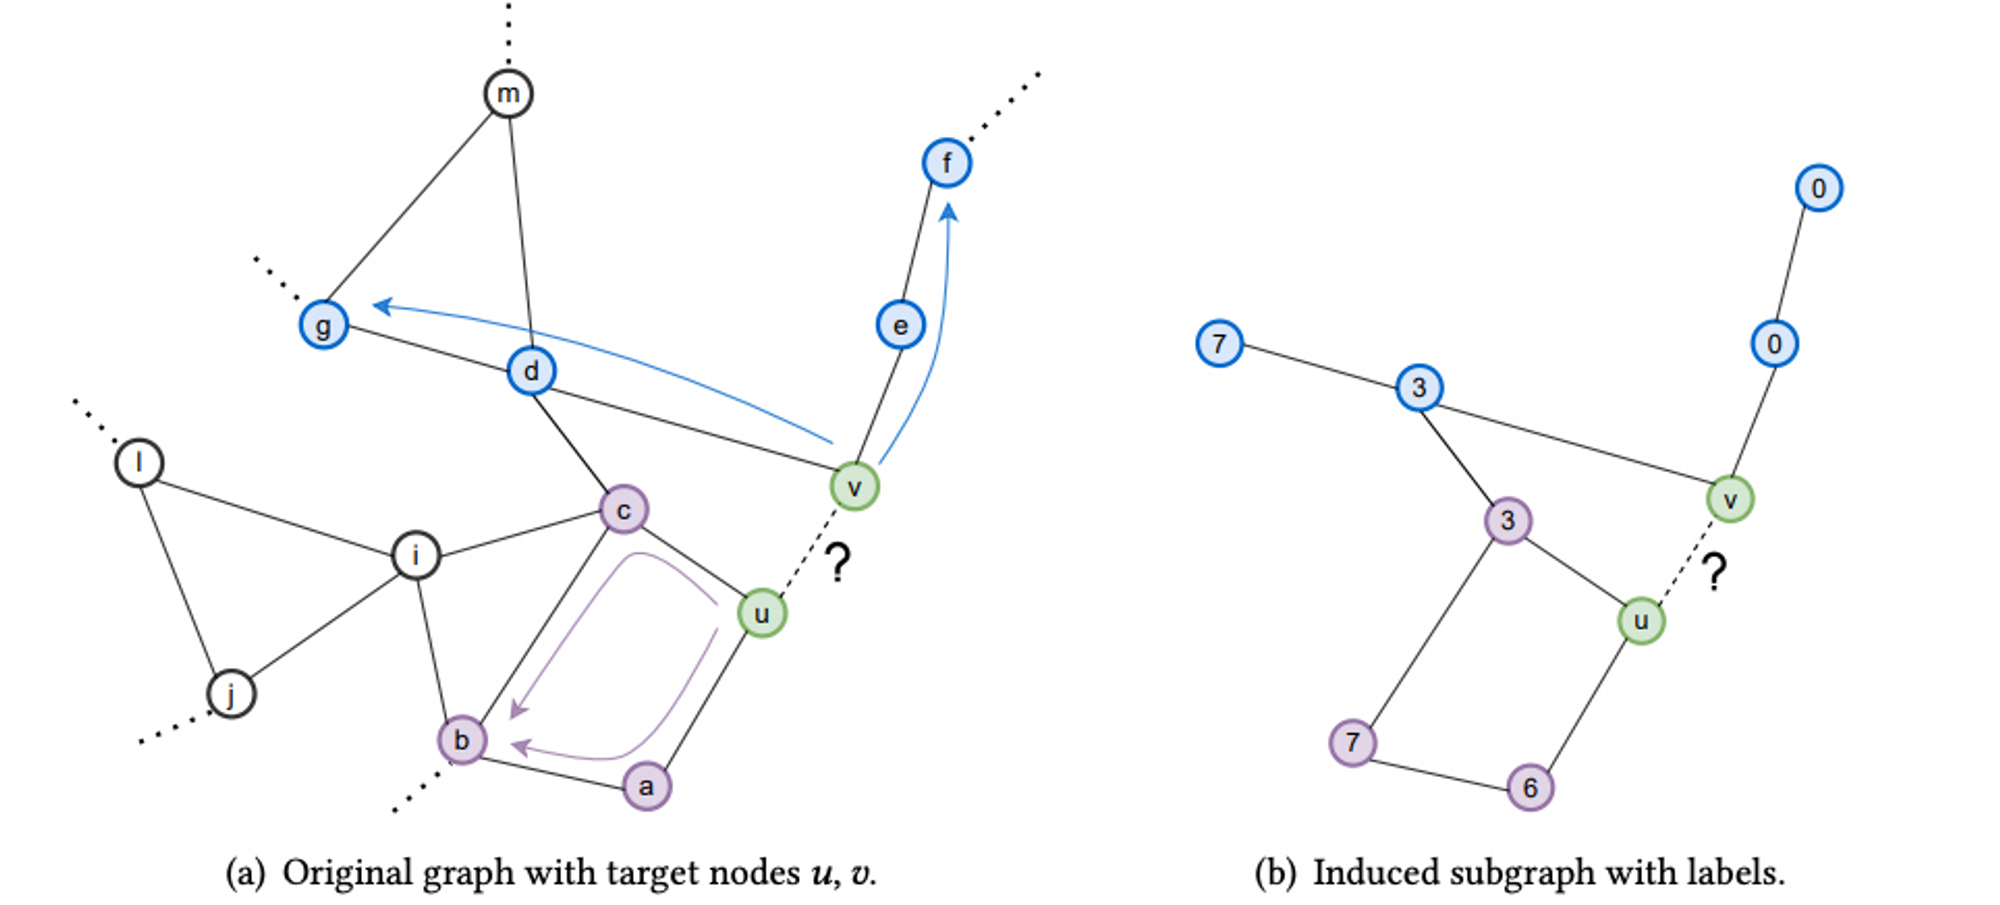 m
f
g
e
d
l
c
v
i
?
u
j
b
a
(a) Original graph with target nodes u, v.
0
7
0
3
v
3
?
u
7
6
(b) Induced subgraph with labels.